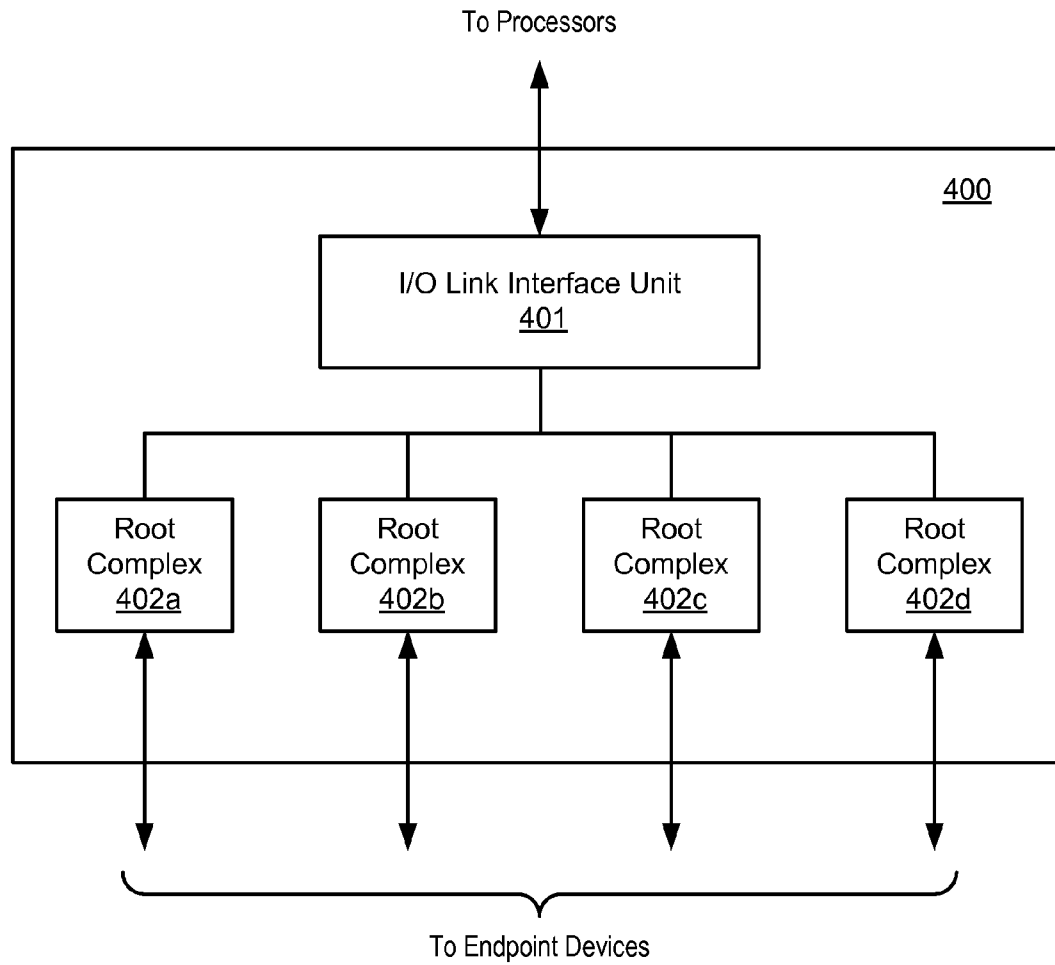 To Processors
400
I/O Link Interface Unit
401
Root
Complex
402a
Root
Complex
402b
Root
Complex
402c
Root
Complex
402d
To Endpoint Devices